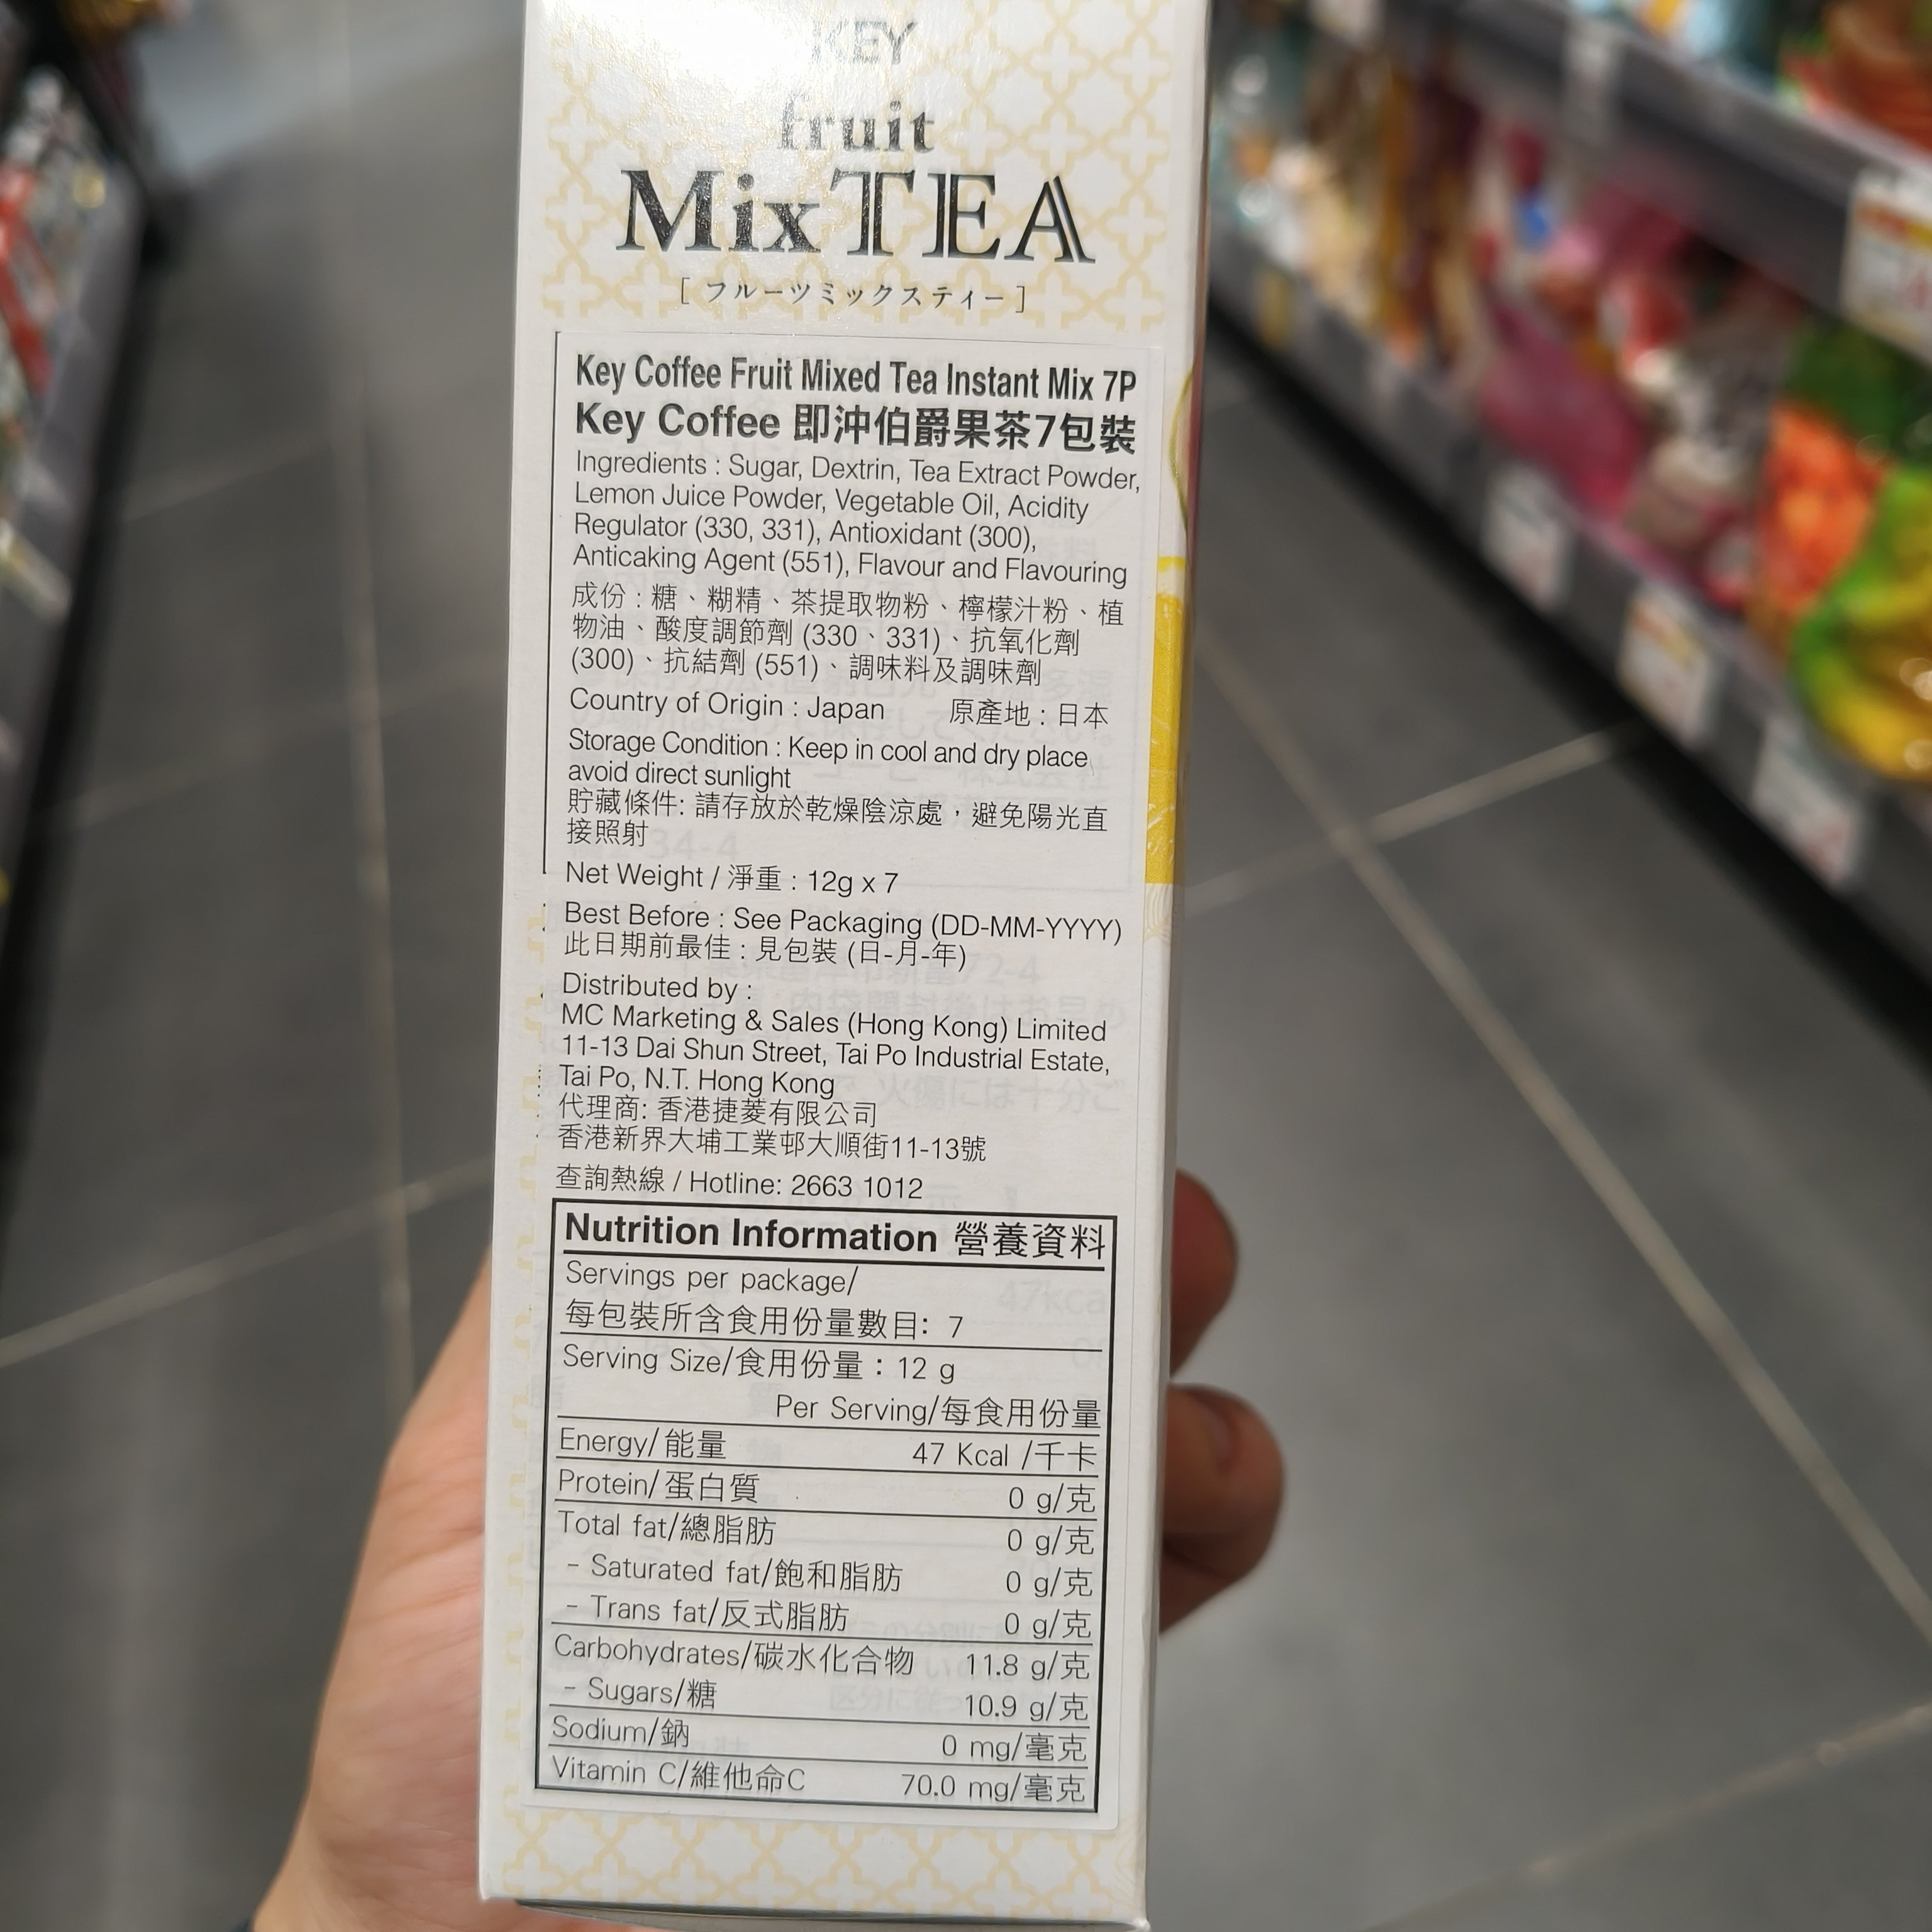 KEY
fruit
MixTEA
[フルーツミックスティー]
Key Coffee Fruit Mixed Tea Instant Mix 7P
Key Coffee 即沖伯爵果茶7包裝
Ingredients : Sugar, Dextrin, Tea Extract Powder,
Lemon Juice Powder, Vegetable Oil, Acidity
Regulator (330, 331), Antioxidant (300),
Anticaking Agent (551), Flavour and Flavouring
成份 : 糖、糊精、茶提取物粉、檸檬汁粉、植
物油、酸度調節劑 (330、331)、抗氧化劑
(300)、抗結劑 (551)、調味料及調味劑
Country of Origin : Japan 原產地 : 日本
Storage Condition : Keep in cool and dry place,
avoid direct sunlight
貯藏條件: 請存放於乾燥陰涼處，避免陽光直
接照射
Net Weight / 淨重 : 12g x 7
Best Before : See Packaging (DD-MM-YYYY)
此日期前最佳 : 見包裝 (日-月-年)
Distributed by :
MC Marketing & Sales (Hong Kong) Limited
11-13 Dai Shun Street, Tai Po Industrial Estate,
Tai Po, N.T. Hong Kong
代理商: 香港捷菱有限公司
香港新界大埔工業邨大順街11-13號
查詢熱線 / Hotline: 2663 1012
Nutrition Information 營養資料
Servings per package/
每包裝所含食用份量數目: 7
Serving Size/食用份量 : 12 g
Per Serving/每食用份量
Energy/能量 47 Kcal /千卡
Protein/蛋白質 0 g/克
Total fat/總脂肪 0 g/克
- Saturated fat/飽和脂肪 0 g/克
- Trans fat/反式脂肪 0 g/克
Carbohydrates/碳水化合物 11.8 g/克
- Sugars/糖 10.9 g/克
Sodium/鈉 0 mg/毫克
Vitamin C/維他命C 70.0 mg/毫克